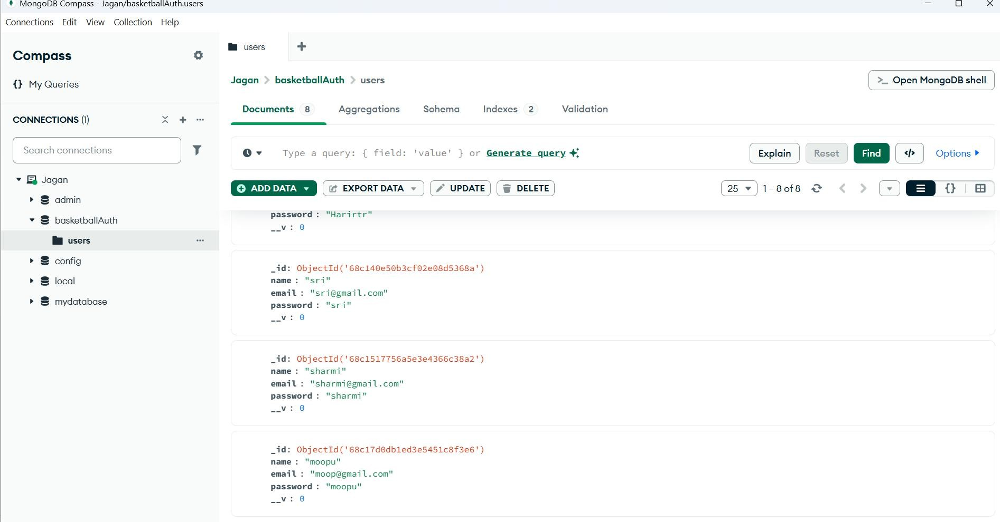 MongoDB Compass - Jagan/basketballAuth.users
Connections Edit View Collection Help
Compass
{} My Queries
CONNECTIONS (1)
Search connections
Jagan
admin
basketballAuth
users
config
local
mydatabase
users
Jagan > basketballAuth > users
>_ Open MongoDB shell
Documents 8 Aggregations Schema Indexes 2 Validation
Type a query: { field: 'value' } or Generate query
Explain Reset Find </> Options
ADD DATA EXPORT DATA UPDATE DELETE
25 1 – 8 of 8 {}
password : "Harirtr"
__v : 0
_id: ObjectId('68c140e50b3cf02e08d5368a')
name : "sri"
email : "sri@gmail.com"
password : "sri"
__v : 0
_id: ObjectId('68c1517756a5e3e4366c38a2')
name : "sharmi"
email : "sharmi@gmail.com"
password : "sharmi"
__v : 0
_id: ObjectId('68c17d0db1ed3e5451c8f3e6')
name : "moopu"
email : "moop@gmail.com"
password : "moopu"
__v : 0